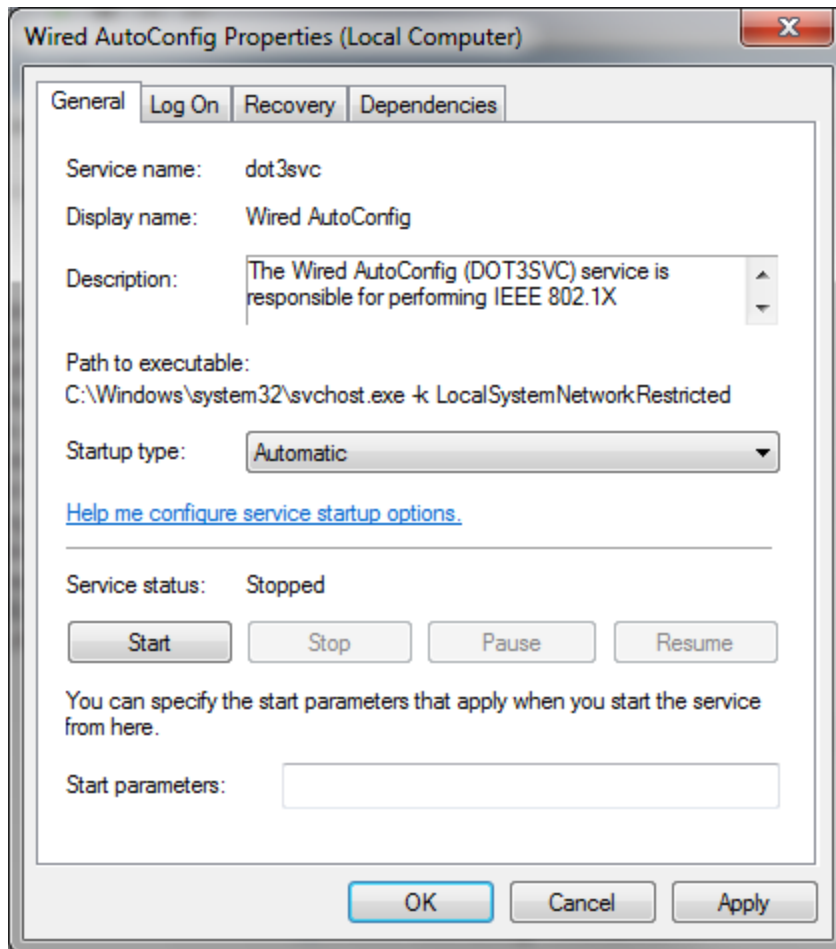 Wired AutoConfig Properties (Local Computer)
General Log On Recovery Dependencies
Service name: dot3svc
Display name: Wired AutoConfig
Description: The Wired AutoConfig (DOT3SVC) service is
responsible for performing IEEE 802.1X
Path to executable:
C:\Windows\system32\svchost.exe -k LocalSystemNetworkRestricted
Startup type: Automatic
Help me configure service startup options.
Service status: Stopped
Start Stop Pause Resume
You can specify the start parameters that apply when you start the service
from here.
Start parameters:
OK Cancel Apply